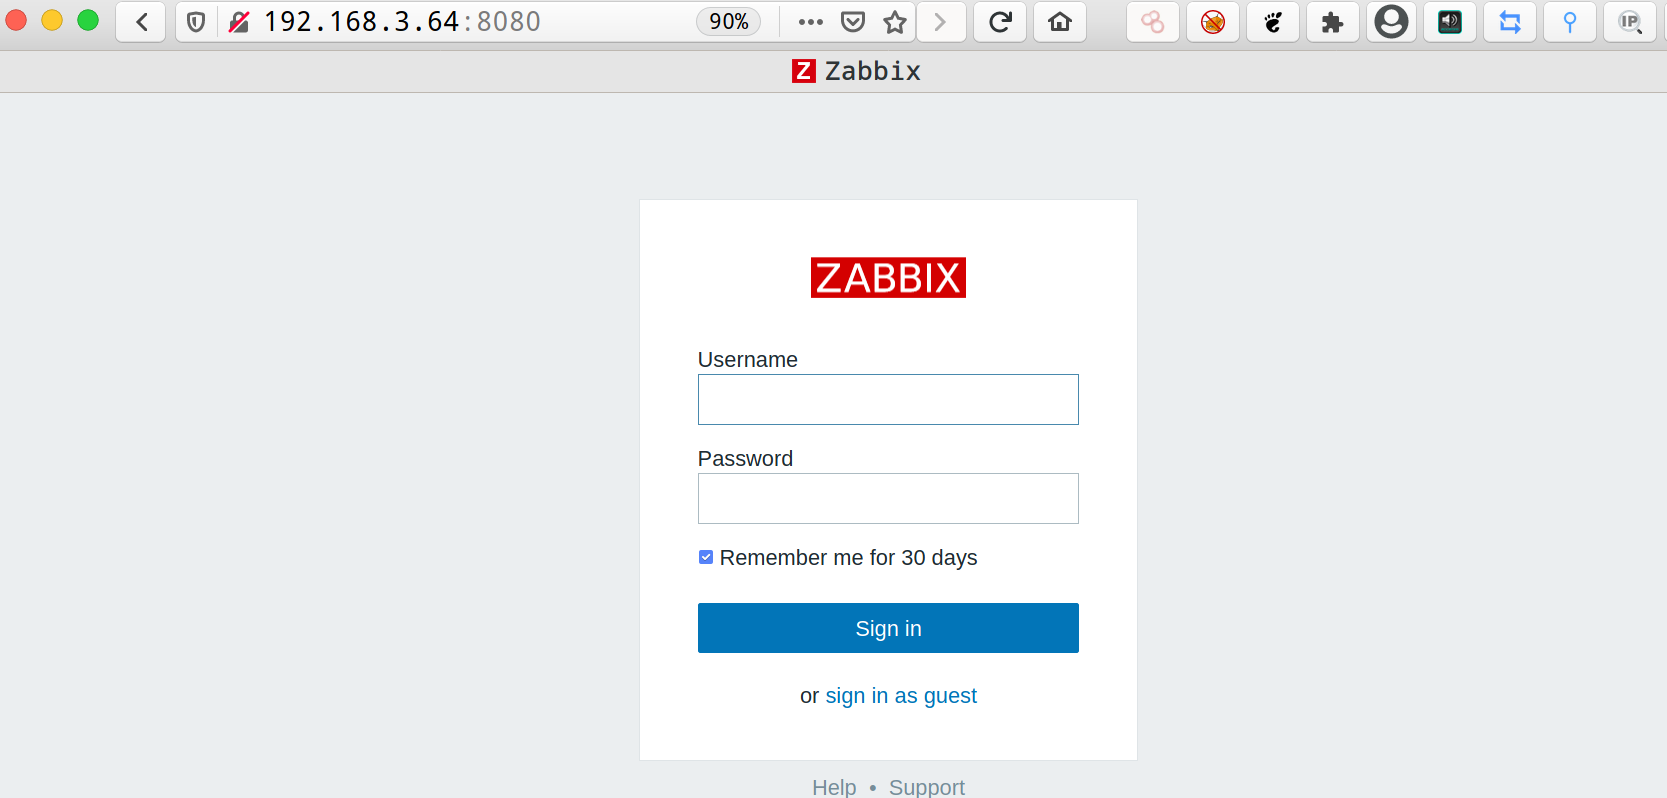 192.168.3.64:8080
90%
IP
Z Zabbix
ZABBIX
Username
Password
Remember me for 30 days
Sign in
or sign in as guest
Help • Support